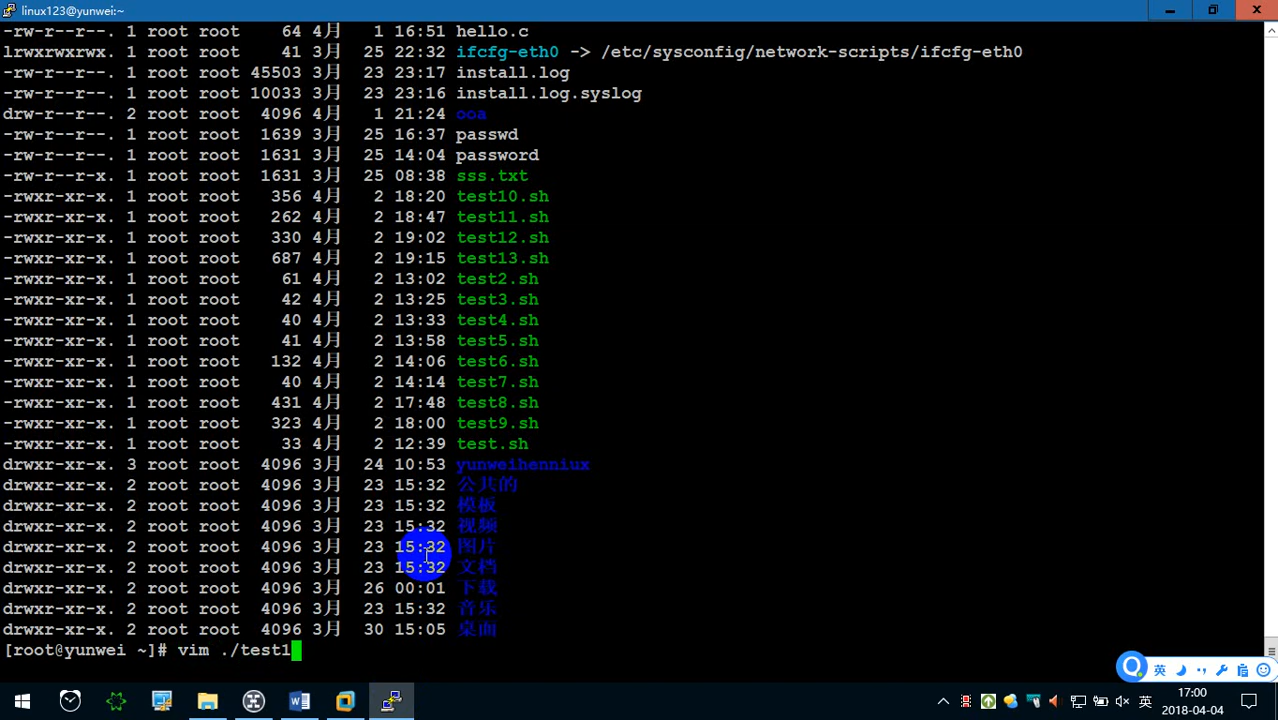 linux123@yunwei:~
-rw-r--r--. 1 root root    64 4月   1 16:51 hello.c
lrwxrwxrwx. 1 root root    41 3月  25 22:32 ifcfg-eth0 -> /etc/sysconfig/network-scripts/ifcfg-eth0
-rw-r--r--. 1 root root 45503 3月  23 23:17 install.log
-rw-r--r--. 1 root root 10033 3月  23 23:16 install.log.syslog
drw-r--r--. 2 root root  4096 4月   1 21:24 ooa
-rw-r--r--. 1 root root  1639 3月  25 16:37 passwd
-rw-r--r--. 1 root root  1631 3月  25 14:04 password
-rw-r--r-x. 1 root root  1631 3月  25 08:38 sss.txt
-rwxr-xr-x. 1 root root   356 4月   2 18:20 test10.sh
-rwxr-xr-x. 1 root root   262 4月   2 18:47 test11.sh
-rwxr-xr-x. 1 root root   330 4月   2 19:02 test12.sh
-rwxr-xr-x. 1 root root   687 4月   2 19:15 test13.sh
-rwxr-xr-x. 1 root root    61 4月   2 13:02 test2.sh
-rwxr-xr-x. 1 root root    42 4月   2 13:25 test3.sh
-rwxr-xr-x. 1 root root    40 4月   2 13:33 test4.sh
-rwxr-xr-x. 1 root root    41 4月   2 13:58 test5.sh
-rwxr-xr-x. 1 root root   132 4月   2 14:06 test6.sh
-rwxr-xr-x. 1 root root    40 4月   2 14:14 test7.sh
-rwxr-xr-x. 1 root root   431 4月   2 17:48 test8.sh
-rwxr-xr-x. 1 root root   323 4月   2 18:00 test9.sh
-rwxr-xr-x. 1 root root    33 4月   2 12:39 test.sh
drwxr-xr-x. 3 root root  4096 3月  24 10:53 yunweihenniux
drwxr-xr-x. 2 root root  4096 3月  23 15:32 公共的
drwxr-xr-x. 2 root root  4096 3月  23 15:32 模板
drwxr-xr-x. 2 root root  4096 3月  23 15:32 视频
drwxr-xr-x. 2 root root  4096 3月  23 15:32 图片
drwxr-xr-x. 2 root root  4096 3月  23 15:32 文档
drwxr-xr-x. 2 root root  4096 3月  26 00:01 下载
drwxr-xr-x. 2 root root  4096 3月  23 15:32 音乐
drwxr-xr-x. 2 root root  4096 3月  30 15:05 桌面
[root@yunwei ~]# vim ./test1
英
英
17:00
2018-04-04